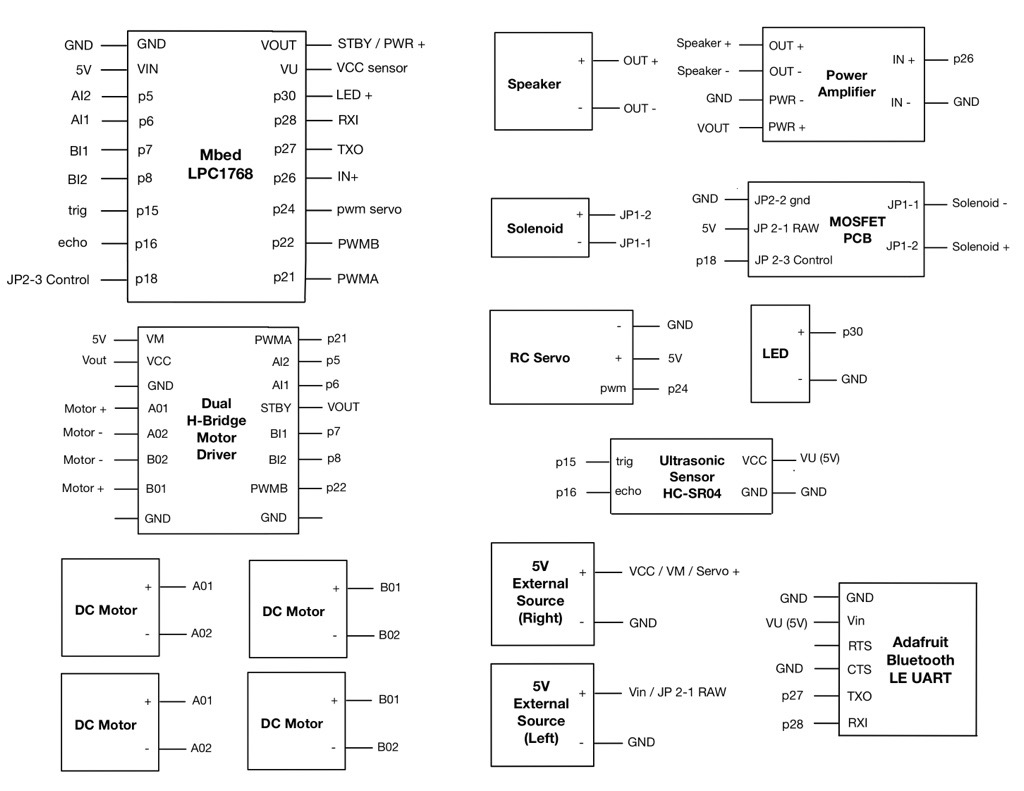 GND GND VOUT STBY / PWR +
5V VIN VU VCC sensor
AI2 p5 p30 LED +
AI1 p6 p28 RXI
BI1 p7 p27 TXO
Mbed
LPC1768
BI2 p8 p26 IN+
trig p15 p24 pwm servo
echo p16 p22 PWMB
JP2-3 Control p18 p21 PWMA
5V VM PWMA p21
Vout VCC AI2 p5
GND AI1 p6
Motor + A01 STBY VOUT
Motor - A02 BI1 p7
Motor - B02 BI2 p8
Motor + B01 PWMB p22
GND GND
Dual
H-Bridge
Motor
Driver
DC Motor
+ A01
- A02
DC Motor
+ B01
- B02
DC Motor
+ A01
- A02
DC Motor
+ B01
- B02
Speaker
+ OUT +
- OUT -
Speaker + OUT +
Speaker - OUT -
GND PWR -
VOUT PWR +
Power
Amplifier
IN + p26
IN - GND
Solenoid
+ JP1-2
- JP1-1
GND JP2-2 gnd
5V JP 2-1 RAW
p18 JP 2-3 Control
MOSFET
PCB
JP1-1 Solenoid -
JP1-2 Solenoid +
RC Servo
- GND
+ 5V
pwm p24
LED
+ p30
- GND
p15 trig
p16 echo
Ultrasonic
Sensor
HC-SR04
VCC VU (5V)
GND GND
5V
External
Source
(Right)
+ VCC / VM / Servo +
- GND
5V
External
Source
(Left)
+ Vin / JP 2-1 RAW
- GND
GND GND
VU (5V) Vin
RTS
GND CTS
p27 TXO
p28 RXI
Adafruit
Bluetooth
LE UART